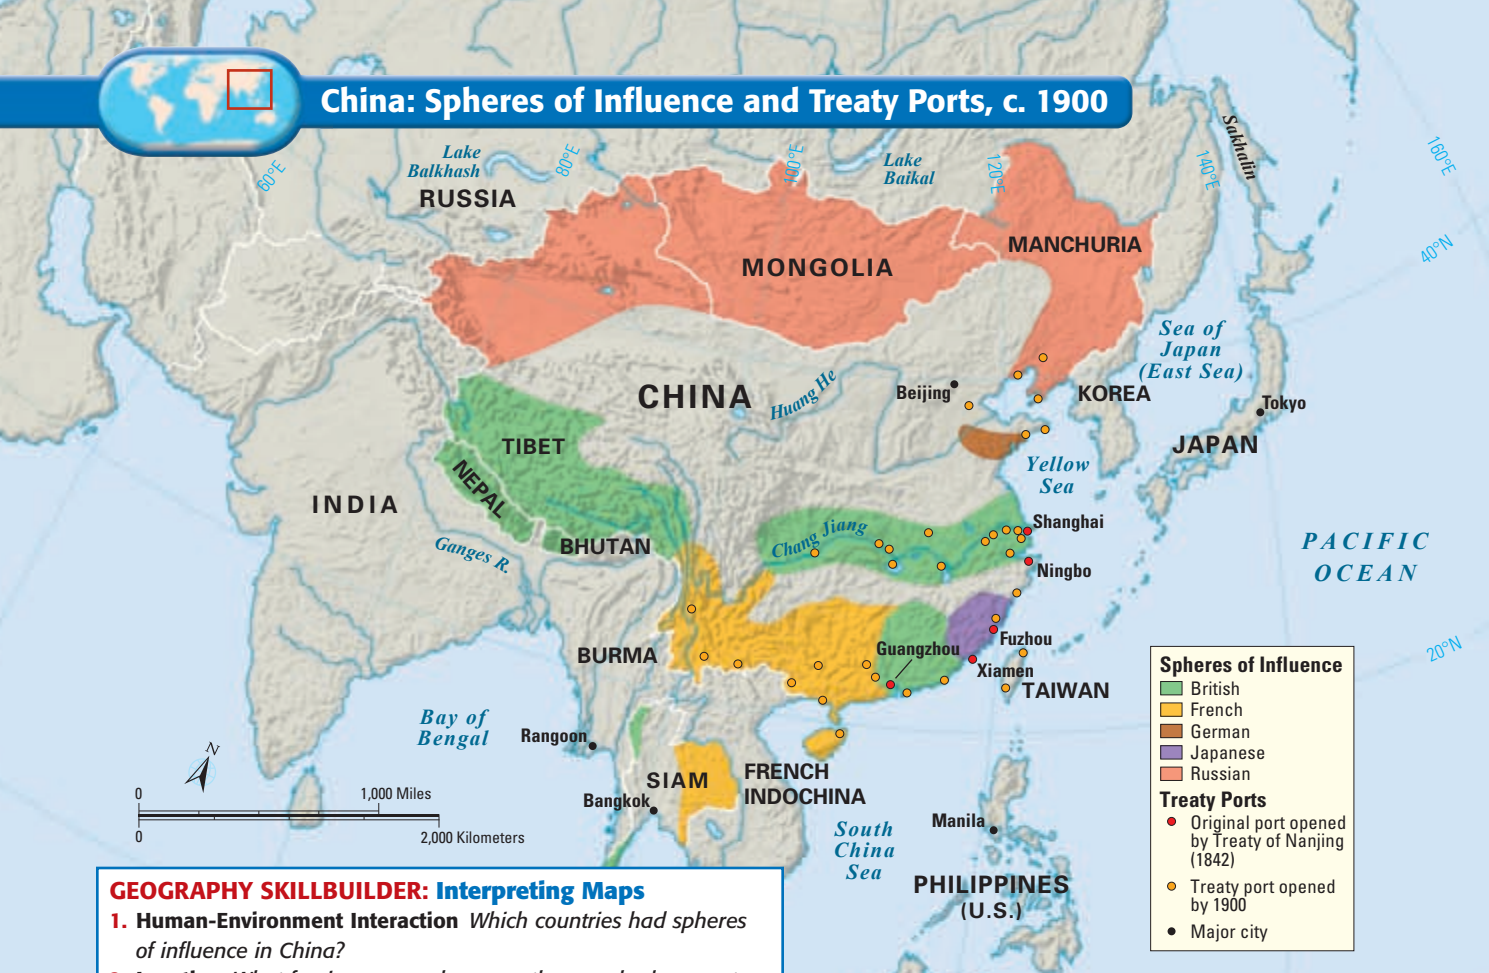 China: Spheres of Influence and Treaty Ports, c. 1900
60°E
80°E
100°E
120°E
140°E
160°E
40°N
20°N
Lake
Balkhash
RUSSIA
Lake
Baikal
Sakhalin
MANCHURIA
MONGOLIA
Sea of
Japan
(East Sea)
CHINA
Huang He
Beijing
KOREA
Tokyo
JAPAN
TIBET
NEPAL
Yellow
Sea
INDIA
Shanghai
Chang Jiang
BHUTAN
Ganges R.
Ningbo
PACIFIC
OCEAN
BURMA
Guangzhou
Fuzhou
Xiamen
TAIWAN
Bay of
Bengal
Rangoon
SIAM
Bangkok
FRENCH
INDOCHINA
South
China
Sea
Manila
PHILIPPINES
(U.S.)
N
0
1,000 Miles
0
2,000 Kilometers
Spheres of Influence
British
French
German
Japanese
Russian
Treaty Ports
Original port opened
by Treaty of Nanjing
(1842)
Treaty port opened
by 1900
Major city
GEOGRAPHY SKILLBUILDER: Interpreting Maps
1. Human-Environment Interaction Which countries had spheres
of influence in China?